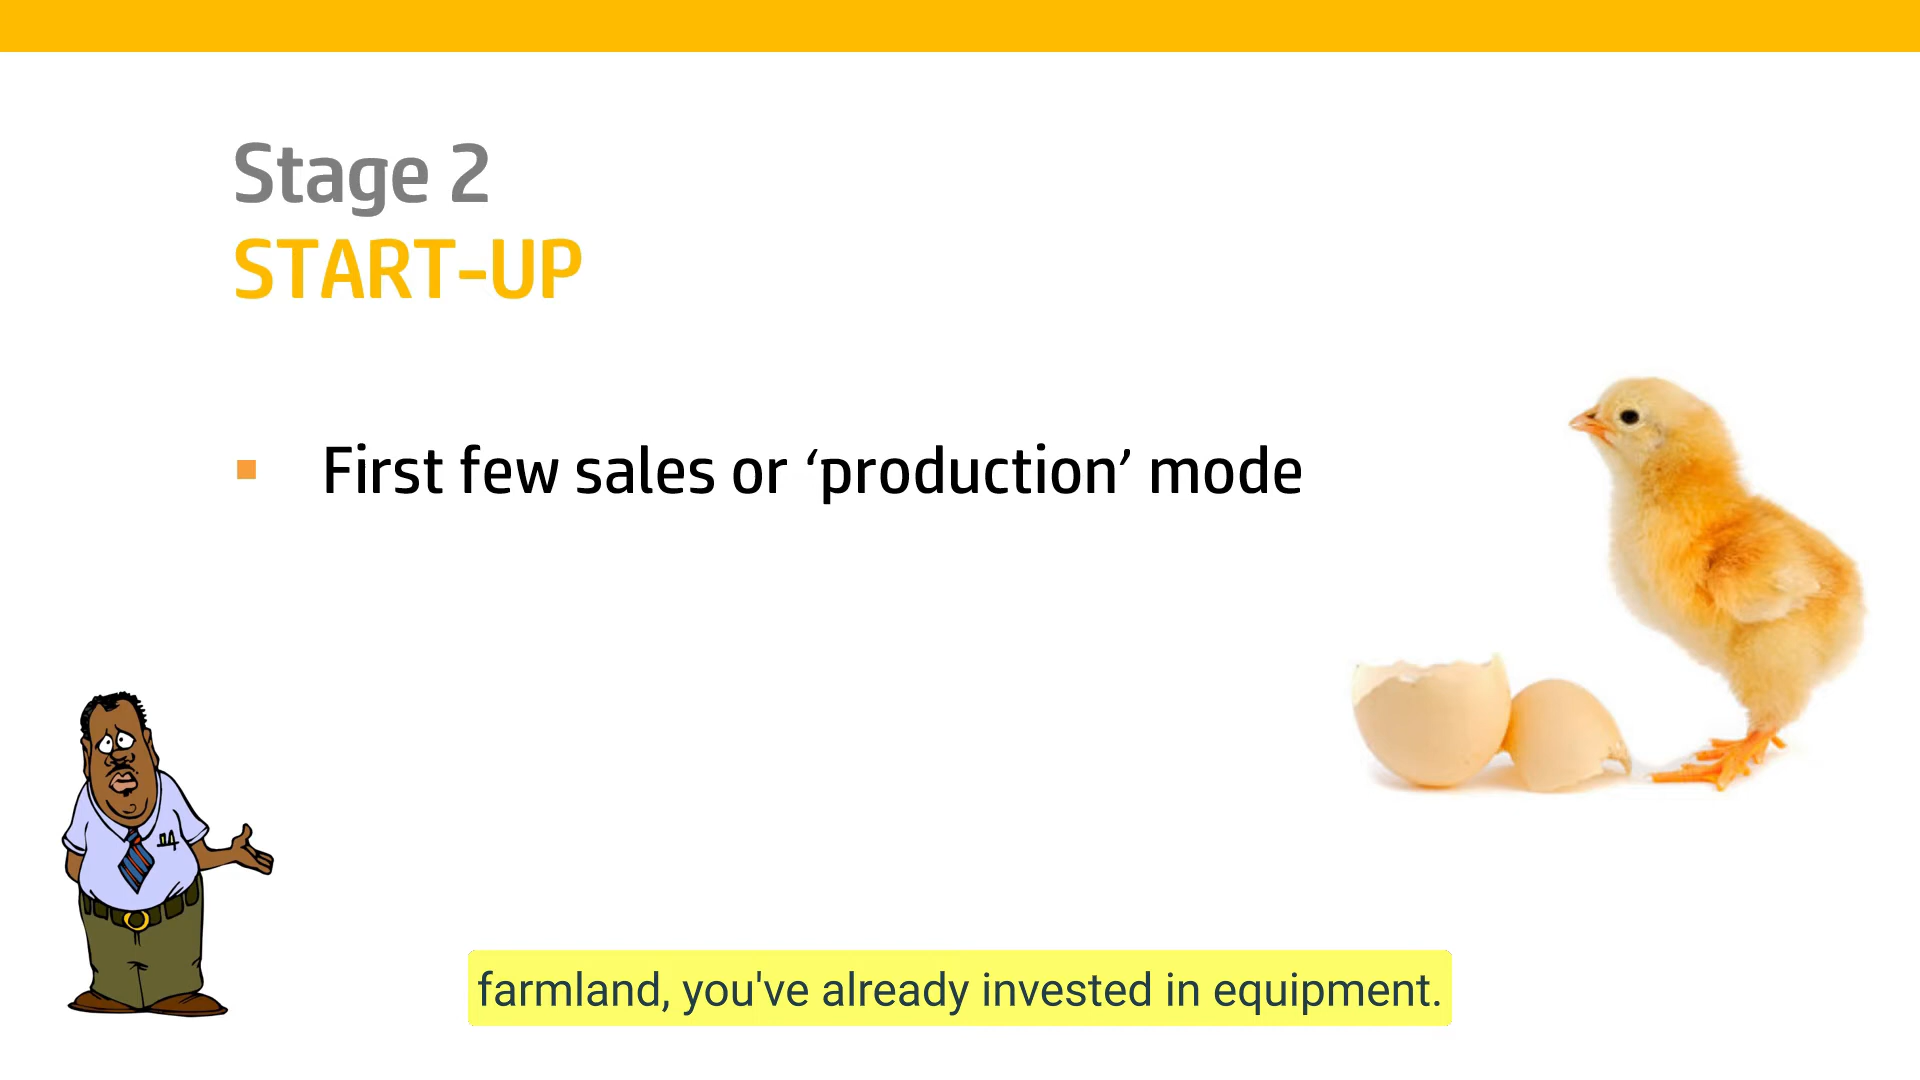 Stage 2
START-UP
▪ First few sales or ‘production’ mode
farmland, you've already invested in equipment.